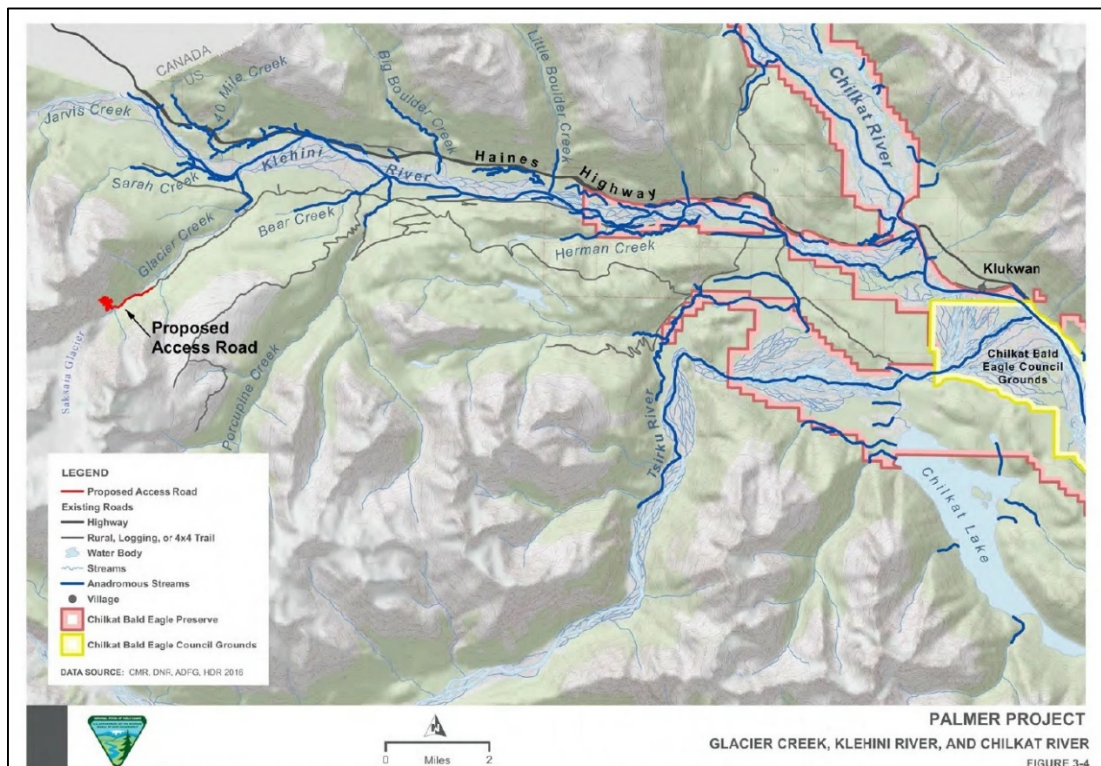 CANADA
US
Jarvis Creek
40 Mile Creek
Big Boulder Creek
Little Boulder Creek
Chilkat River
Klehini River
Haines Highway
Sarah Creek
Glacier Creek
Bear Creek
Herman Creek
Klukwan
Proposed
Access Road
Saksaia Glacier
Porcupine Creek
Tsirku River
Chilkat Bald
Eagle Council
Grounds
Chilkat Lake
LEGEND
Proposed Access Road
Existing Roads
Highway
Rural, Logging, or 4x4 Trail
Water Body
Streams
Anadromous Streams
Village
Chilkat Bald Eagle Preserve
Chilkat Bald Eagle Council Grounds
DATA SOURCE: CMR, DNR, ADFG, HDR 2016
N
0 2
Miles
PALMER PROJECT
GLACIER CREEK, KLEHINI RIVER, AND CHILKAT RIVER
FIGURE 3-4